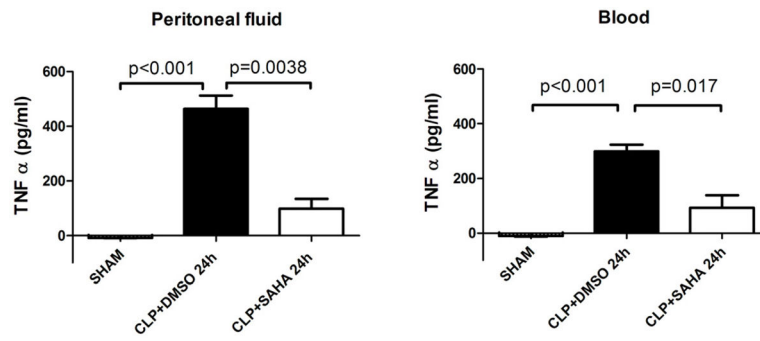 Peritoneal fluid
p<0.001 p=0.0038
600
400
200
0
TNF α (pg/ml)
SHAM
CLP+DMSO 24h
CLP+SAHA 24h
Blood
p<0.001 p=0.017
600
400
200
0
TNF α (pg/ml)
SHAM
CLP+DMSO 24h
CLP+SAHA 24h